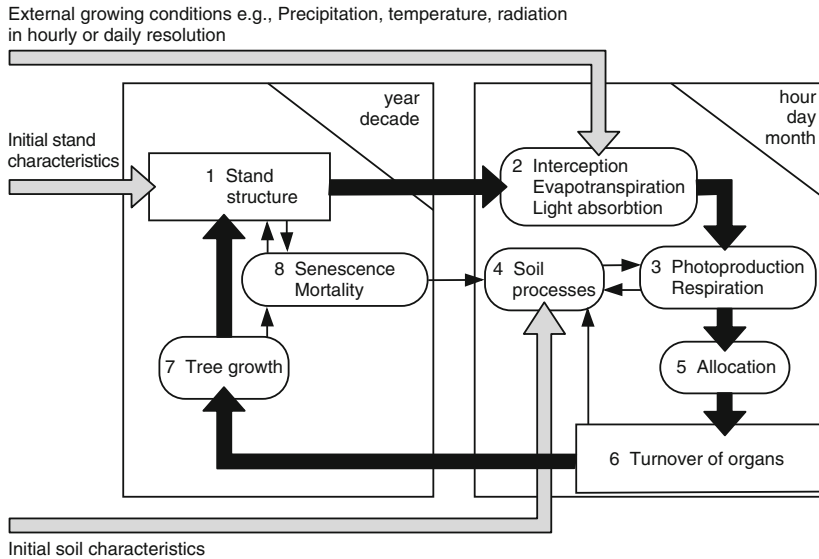 External growing conditions e.g., Precipitation, temperature, radiation
in hourly or daily resolution
year
decade
hour
day
month
Initial stand
characteristics
1 Stand
structure
2 Interception
Evapotranspiration
Light absorbtion
8 Senescence
Mortality
4 Soil
processes
3 Photoproduction
Respiration
7 Tree growth
5 Allocation
6 Turnover of organs
Initial soil characteristics